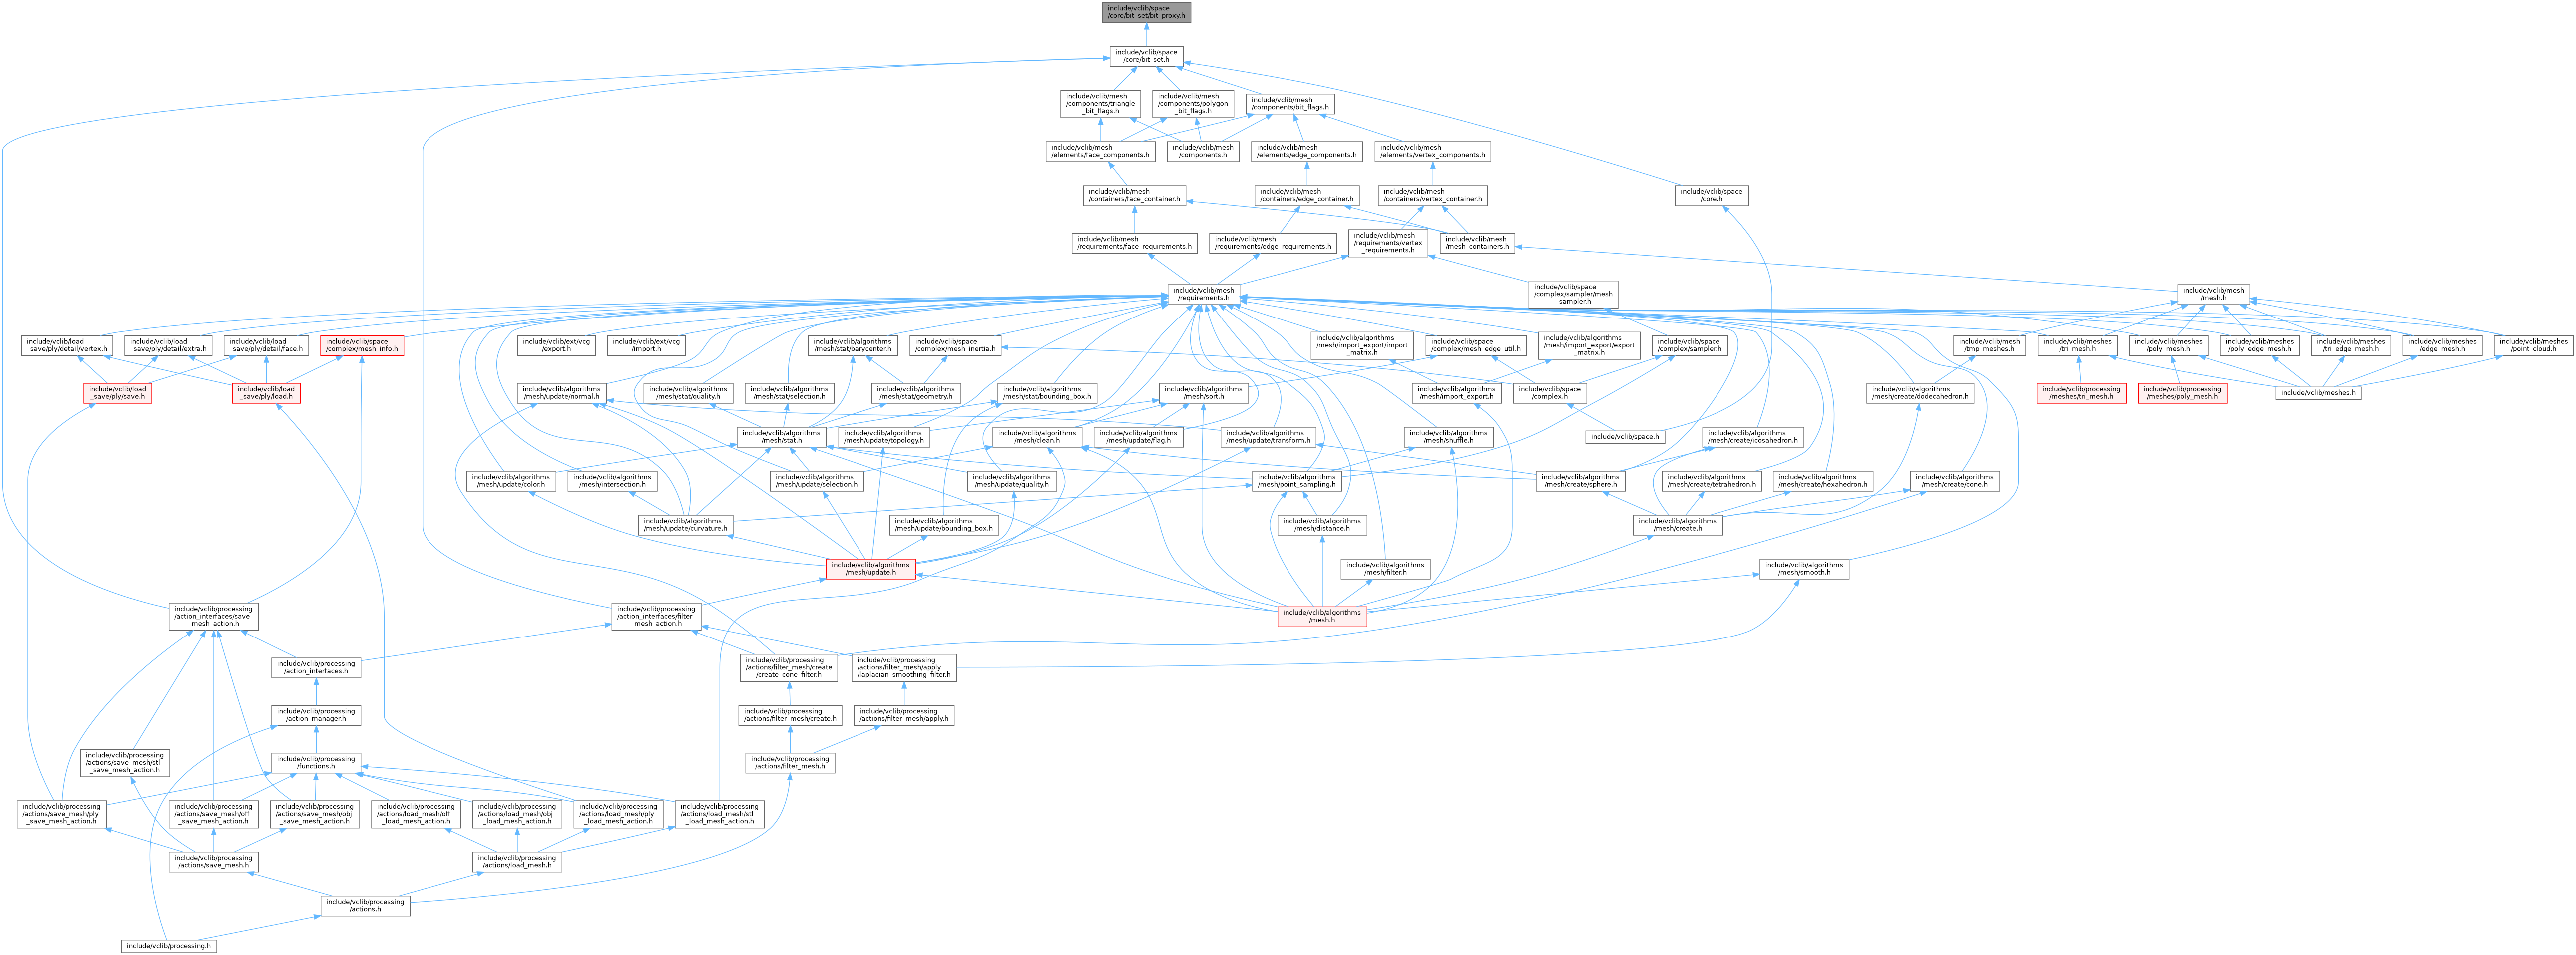 include/vclib/space
/core/bit_set/bit_proxy.h
include/vclib/space
/core/bit_set.h
include/vclib/mesh
/components/triangle
_bit_flags.h
include/vclib/mesh
/components/polygon
_bit_flags.h
include/vclib/mesh
/components/bit_flags.h
include/vclib/mesh
/elements/face_components.h
include/vclib/mesh
/components.h
include/vclib/mesh
/elements/edge_components.h
include/vclib/mesh
/elements/vertex_components.h
include/vclib/mesh
/containers/face_container.h
include/vclib/mesh
/containers/edge_container.h
include/vclib/mesh
/containers/vertex_container.h
include/vclib/space
/core.h
include/vclib/mesh
/requirements/face_requirements.h
include/vclib/mesh
/requirements/edge_requirements.h
include/vclib/mesh
/requirements/vertex
_requirements.h
include/vclib/mesh
/mesh_containers.h
include/vclib/mesh
/requirements.h
include/vclib/space
/complex/sampler/mesh
_sampler.h
include/vclib/mesh
/mesh.h
include/vclib/load
_save/ply/detail/vertex.h
include/vclib/load
_save/ply/detail/extra.h
include/vclib/load
_save/ply/detail/face.h
include/vclib/space
/complex/mesh_info.h
include/vclib/ext/vcg
/export.h
include/vclib/ext/vcg
/import.h
include/vclib/algorithms
/mesh/stat/barycenter.h
include/vclib/space
/complex/mesh_inertia.h
include/vclib/algorithms
/mesh/import_export/import
_matrix.h
include/vclib/space
/complex/mesh_edge_util.h
include/vclib/algorithms
/mesh/import_export/export
_matrix.h
include/vclib/space
/complex/sampler.h
include/vclib/mesh
/tmp_meshes.h
include/vclib/meshes
/tri_mesh.h
include/vclib/meshes
/poly_mesh.h
include/vclib/meshes
/poly_edge_mesh.h
include/vclib/meshes
/tri_edge_mesh.h
include/vclib/meshes
/edge_mesh.h
include/vclib/meshes
/point_cloud.h
include/vclib/load
_save/ply/save.h
include/vclib/load
_save/ply/load.h
include/vclib/algorithms
/mesh/update/normal.h
include/vclib/algorithms
/mesh/stat/quality.h
include/vclib/algorithms
/mesh/stat/selection.h
include/vclib/algorithms
/mesh/stat/geometry.h
include/vclib/algorithms
/mesh/stat/bounding_box.h
include/vclib/algorithms
/mesh/sort.h
include/vclib/algorithms
/mesh/import_export.h
include/vclib/space
/complex.h
include/vclib/algorithms
/mesh/create/dodecahedron.h
include/vclib/processing
/meshes/tri_mesh.h
include/vclib/processing
/meshes/poly_mesh.h
include/vclib/meshes.h
include/vclib/algorithms
/mesh/stat.h
include/vclib/algorithms
/mesh/update/topology.h
include/vclib/algorithms
/mesh/clean.h
include/vclib/algorithms
/mesh/update/flag.h
include/vclib/algorithms
/mesh/update/transform.h
include/vclib/algorithms
/mesh/shuffle.h
include/vclib/space.h
include/vclib/algorithms
/mesh/create/icosahedron.h
include/vclib/algorithms
/mesh/update/color.h
include/vclib/algorithms
/mesh/intersection.h
include/vclib/algorithms
/mesh/update/selection.h
include/vclib/algorithms
/mesh/update/quality.h
include/vclib/algorithms
/mesh/point_sampling.h
include/vclib/algorithms
/mesh/create/sphere.h
include/vclib/algorithms
/mesh/create/tetrahedron.h
include/vclib/algorithms
/mesh/create/hexahedron.h
include/vclib/algorithms
/mesh/create/cone.h
include/vclib/algorithms
/mesh/update/curvature.h
include/vclib/algorithms
/mesh/update/bounding_box.h
include/vclib/algorithms
/mesh/distance.h
include/vclib/algorithms
/mesh/create.h
include/vclib/algorithms
/mesh/update.h
include/vclib/algorithms
/mesh/filter.h
include/vclib/algorithms
/mesh/smooth.h
include/vclib/processing
/action_interfaces/save
_mesh_action.h
include/vclib/processing
/action_interfaces/filter
_mesh_action.h
include/vclib/algorithms
/mesh.h
include/vclib/processing
/action_interfaces.h
include/vclib/processing
/actions/filter_mesh/create
/create_cone_filter.h
include/vclib/processing
/actions/filter_mesh/apply
/laplacian_smoothing_filter.h
include/vclib/processing
/action_manager.h
include/vclib/processing
/actions/filter_mesh/create.h
include/vclib/processing
/actions/filter_mesh/apply.h
include/vclib/processing
/actions/save_mesh/stl
_save_mesh_action.h
include/vclib/processing
/functions.h
include/vclib/processing
/actions/filter_mesh.h
include/vclib/processing
/actions/save_mesh/ply
_save_mesh_action.h
include/vclib/processing
/actions/save_mesh/off
_save_mesh_action.h
include/vclib/processing
/actions/save_mesh/obj
_save_mesh_action.h
include/vclib/processing
/actions/load_mesh/off
_load_mesh_action.h
include/vclib/processing
/actions/load_mesh/obj
_load_mesh_action.h
include/vclib/processing
/actions/load_mesh/ply
_load_mesh_action.h
include/vclib/processing
/actions/load_mesh/stl
_load_mesh_action.h
include/vclib/processing
/actions/save_mesh.h
include/vclib/processing
/actions/load_mesh.h
include/vclib/processing
/actions.h
include/vclib/processing.h